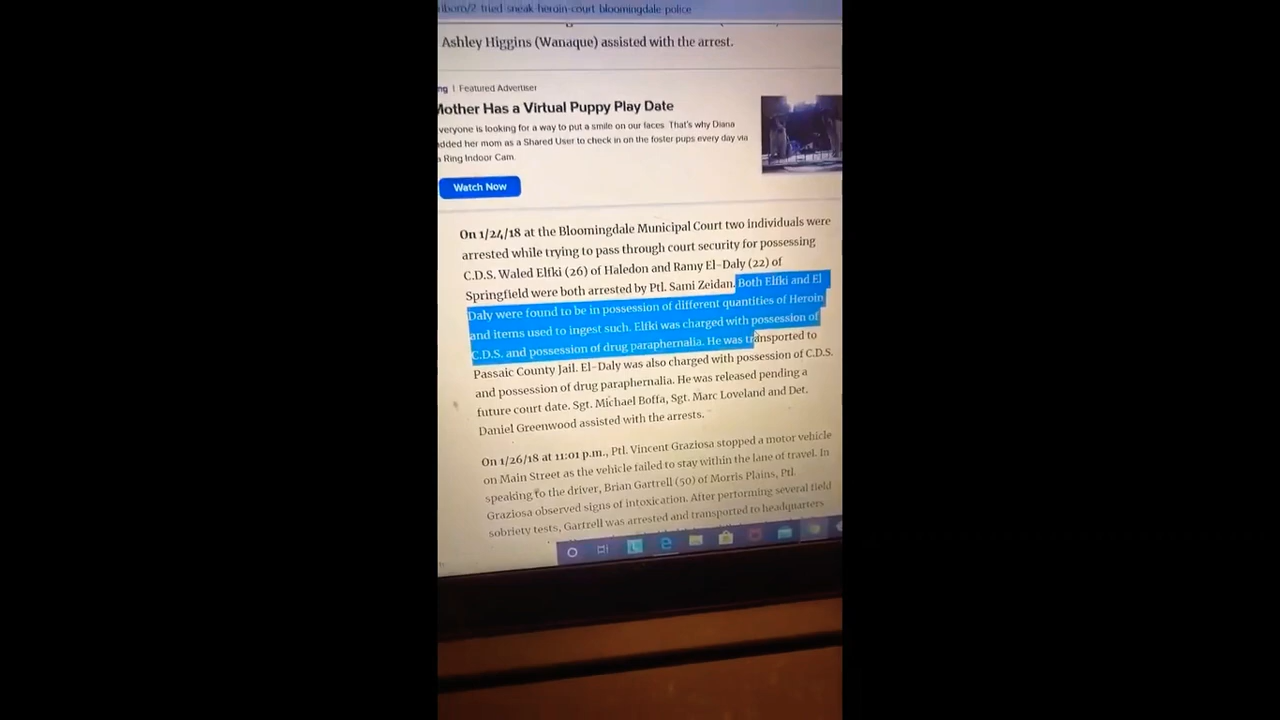 riboro/2-tried-sneak-heroin-court-bloomingdale-police
Ashley Higgins (Wanaque) assisted with the arrest.
ng | Featured Advertiser
Mother Has a Virtual Puppy Play Date
veryone is looking for a way to put a smile on our faces. That's why Diana
dded her mom as a Shared User to check in on the foster pups every day via
a Ring Indoor Cam.
Watch Now
On 1/24/18 at the Bloomingdale Municipal Court two individuals were
arrested while trying to pass through court security for possessing
C.D.S. Waled Elfki (26) of Haledon and Ramy El-Daly (22) of
Springfield were both arrested by Ptl. Sami Zeidan. Both Elfki and El
Daly were found to be in possession of different quantities of Heroin
and items used to ingest such. Elfki was charged with possession of
C.D.S. and possession of drug paraphernalia. He was transported to
Passaic County Jail. El-Daly was also charged with possession of C.D.S.
and possession of drug paraphernalia. He was released pending a
future court date. Sgt. Michael Boffa, Sgt. Marc Loveland and Det.
Daniel Greenwood assisted with the arrests.
On 1/26/18 at 11:01 p.m., Ptl. Vincent Graziosa stopped a motor vehicle
on Main Street as the vehicle failed to stay within the lane of travel. In
speaking to the driver, Brian Gartrell (50) of Morris Plains, Ptl.
Graziosa observed signs of intoxication. After performing several field
sobriety tests, Gartrell was arrested and transported to headquarters